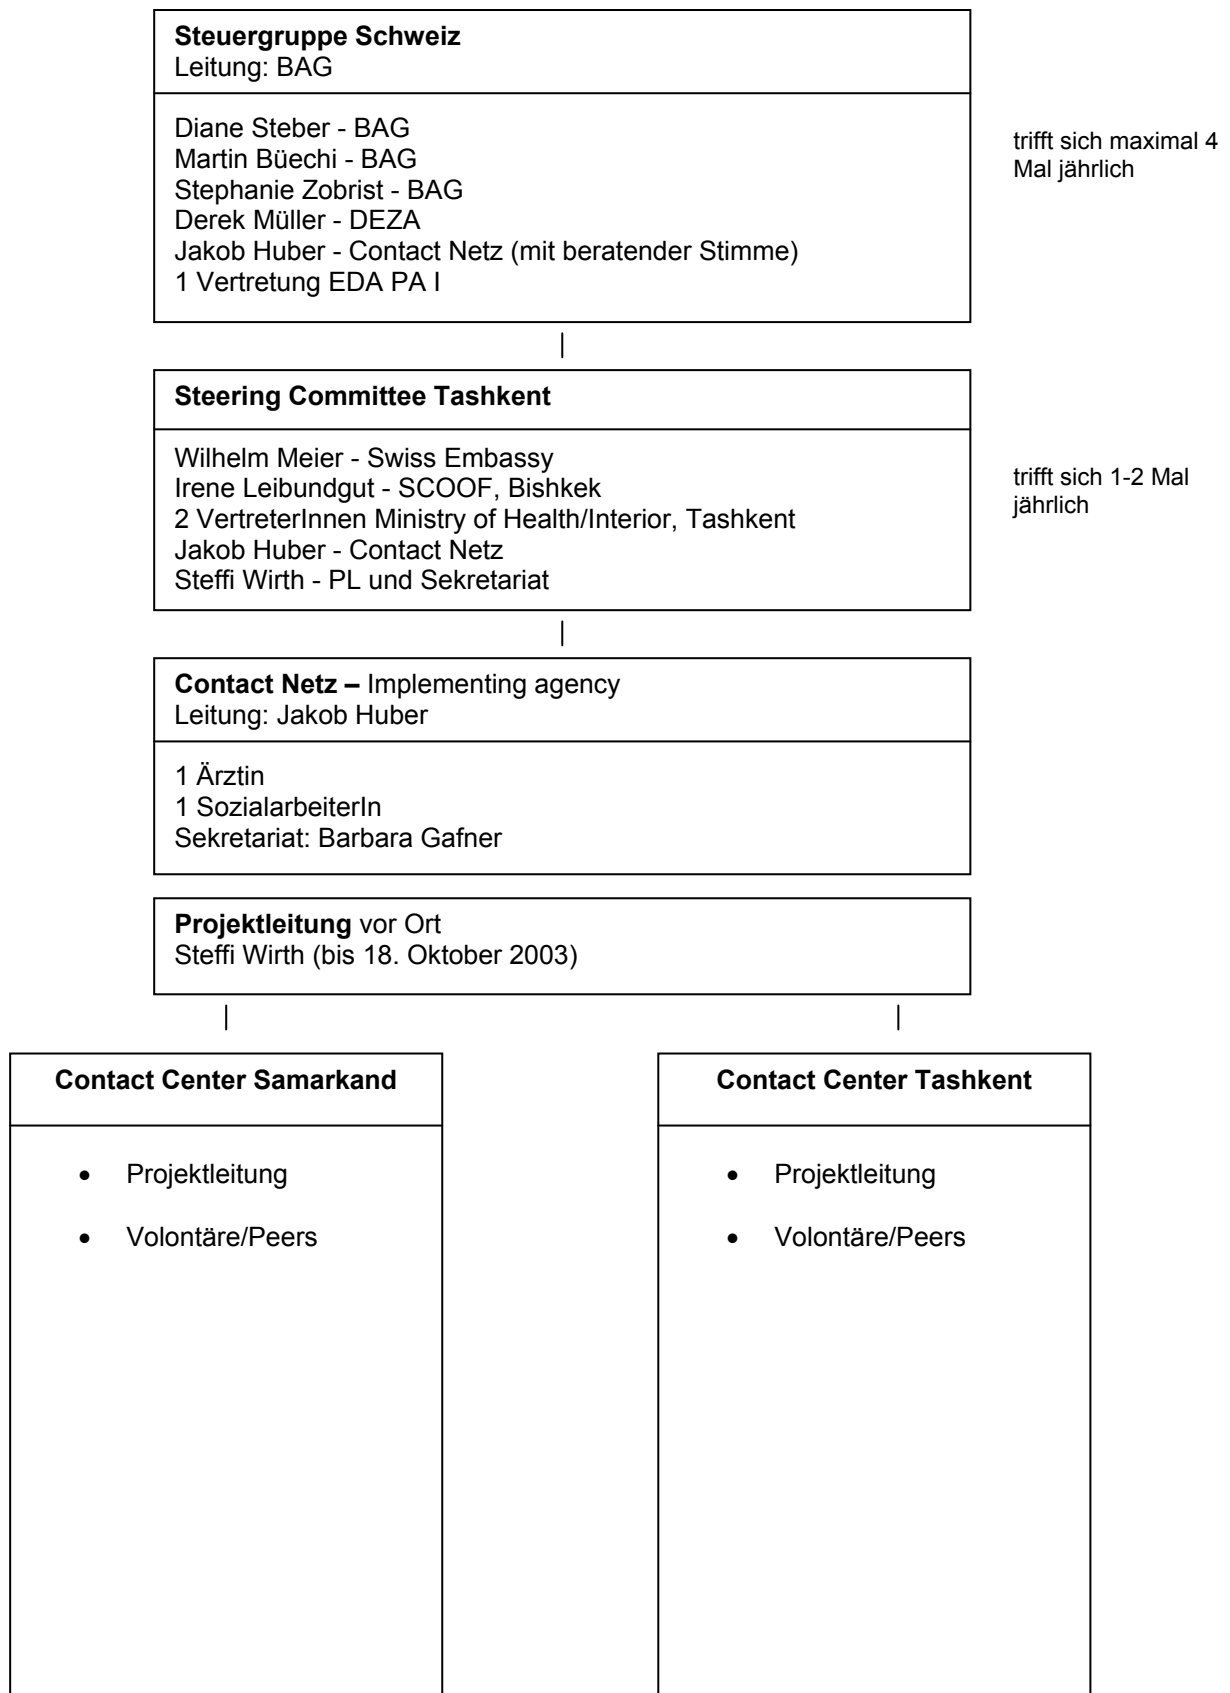 Steuergruppe Schweiz
Leitung: BAG
Diane Steber - BAG
Martin Büechi - BAG
Stephanie Zobrist - BAG
Derek Müller - DEZA
Jakob Huber - Contact Netz (mit beratender Stimme)
1 Vertretung EDA PA I
trifft sich maximal 4
Mal jährlich
Steering Committee Tashkent
Wilhelm Meier - Swiss Embassy
Irene Leibundgut - SCOOF, Bishkek
2 VertreterInnen Ministry of Health/Interior, Tashkent
Jakob Huber - Contact Netz
Steffi Wirth - PL und Sekretariat
trifft sich 1-2 Mal
jährlich
Contact Netz – Implementing agency
Leitung: Jakob Huber
1 Ärztin
1 SozialarbeiterIn
Sekretariat: Barbara Gafner
Projektleitung vor Ort
Steffi Wirth (bis 18. Oktober 2003)
Contact Center Samarkand
• Projektleitung
• Volontäre/Peers
Contact Center Tashkent
• Projektleitung
• Volontäre/Peers